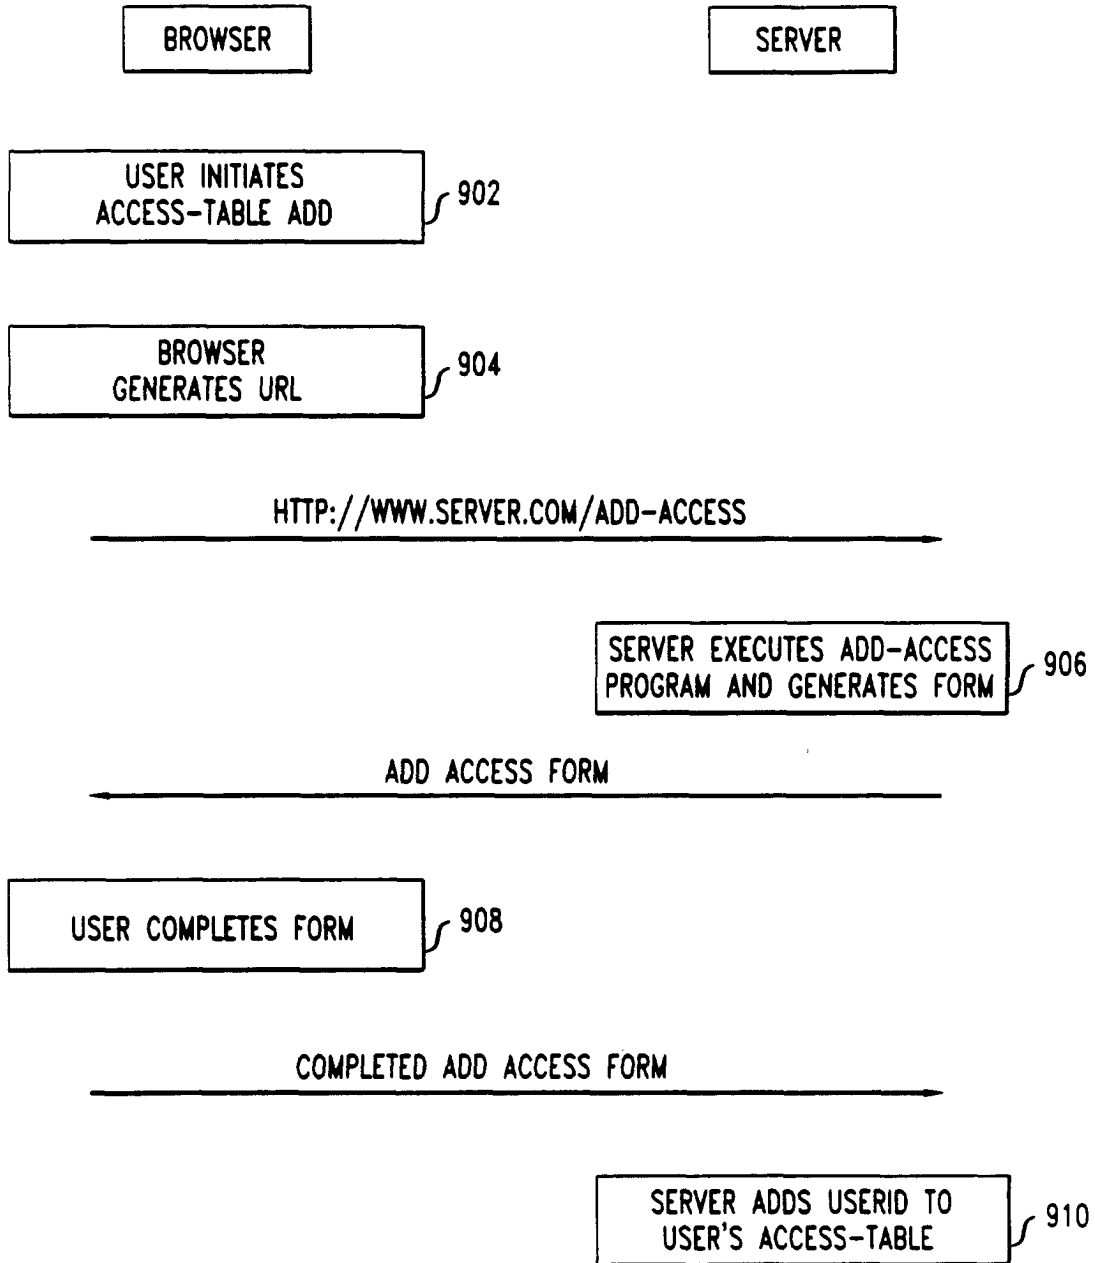 BROWSER
SERVER
USER INITIATES
ACCESS-TABLE ADD
902
BROWSER
GENERATES URL
904
HTTP://WWW.SERVER.COM/ADD-ACCESS
SERVER EXECUTES ADD-ACCESS
PROGRAM AND GENERATES FORM
906
ADD ACCESS FORM
USER COMPLETES FORM
908
COMPLETED ADD ACCESS FORM
SERVER ADDS USERID TO
USER'S ACCESS-TABLE
910